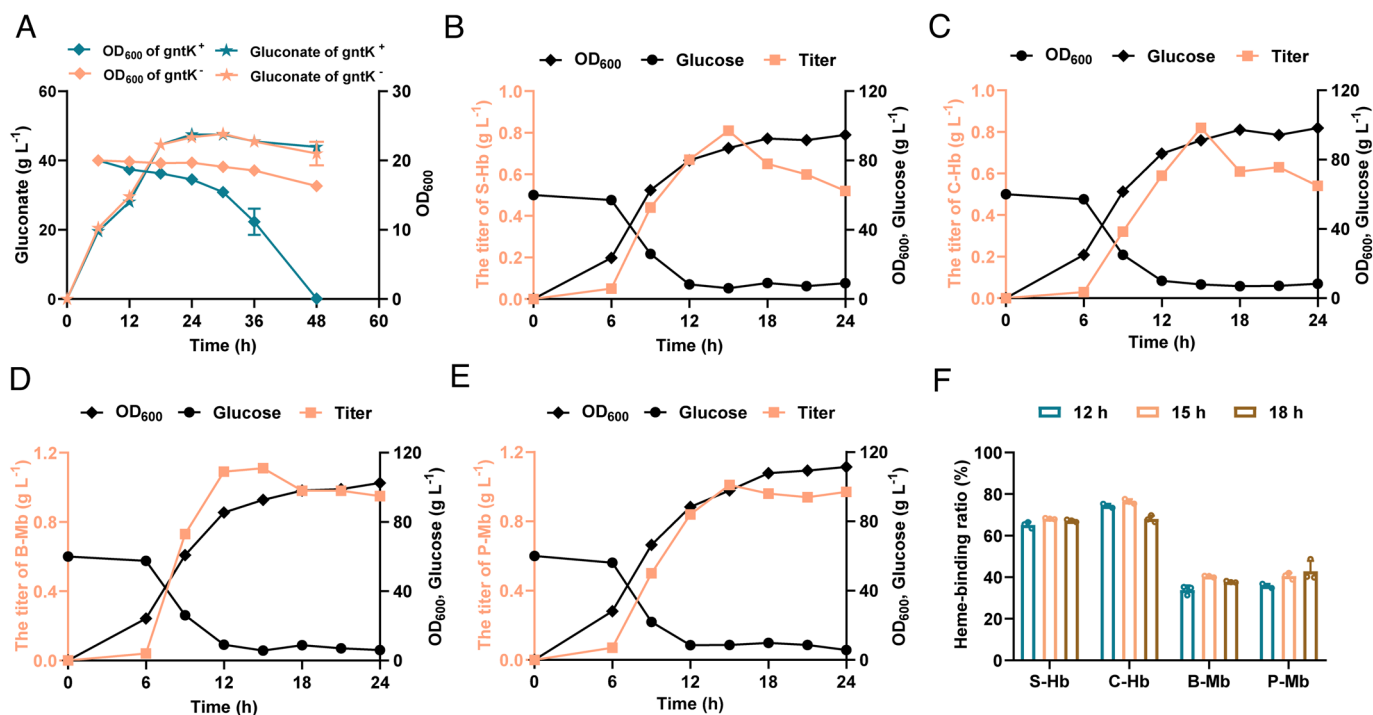 A
OD600 of gntK+
Gluconate of gntK+
OD600 of gntK-
Gluconate of gntK-
60
40
20
0
30
20
10
0
Gluconate (g L-1)
OD600
0 12 24 36 48 60
Time (h)
B
OD600 Glucose Titer
1.0
0.8
0.6
0.4
0.2
0.0
120
80
40
0
The titer of S-Hb (g L-1)
OD600, Glucose (g L-1)
0 6 12 18 24
Time (h)
C
OD600 Glucose Titer
1.0
0.8
0.6
0.4
0.2
0.0
120
80
40
0
The titer of C-Hb (g L-1)
OD600, Glucose (g L-1)
0 6 12 18 24
Time (h)
D
OD600 Glucose Titer
1.2
0.8
0.4
0.0
120
80
40
0
The titer of B-Mb (g L-1)
OD600, Glucose (g L-1)
0 6 12 18 24
Time (h)
E
OD600 Glucose Titer
1.2
0.8
0.4
0.0
120
80
40
0
The titer of P-Mb (g L-1)
OD600, Glucose (g L-1)
0 6 12 18 24
Time (h)
F
12 h 15 h 18 h
100
80
60
40
20
0
Heme-binding ratio (%)
S-Hb C-Hb B-Mb P-Mb